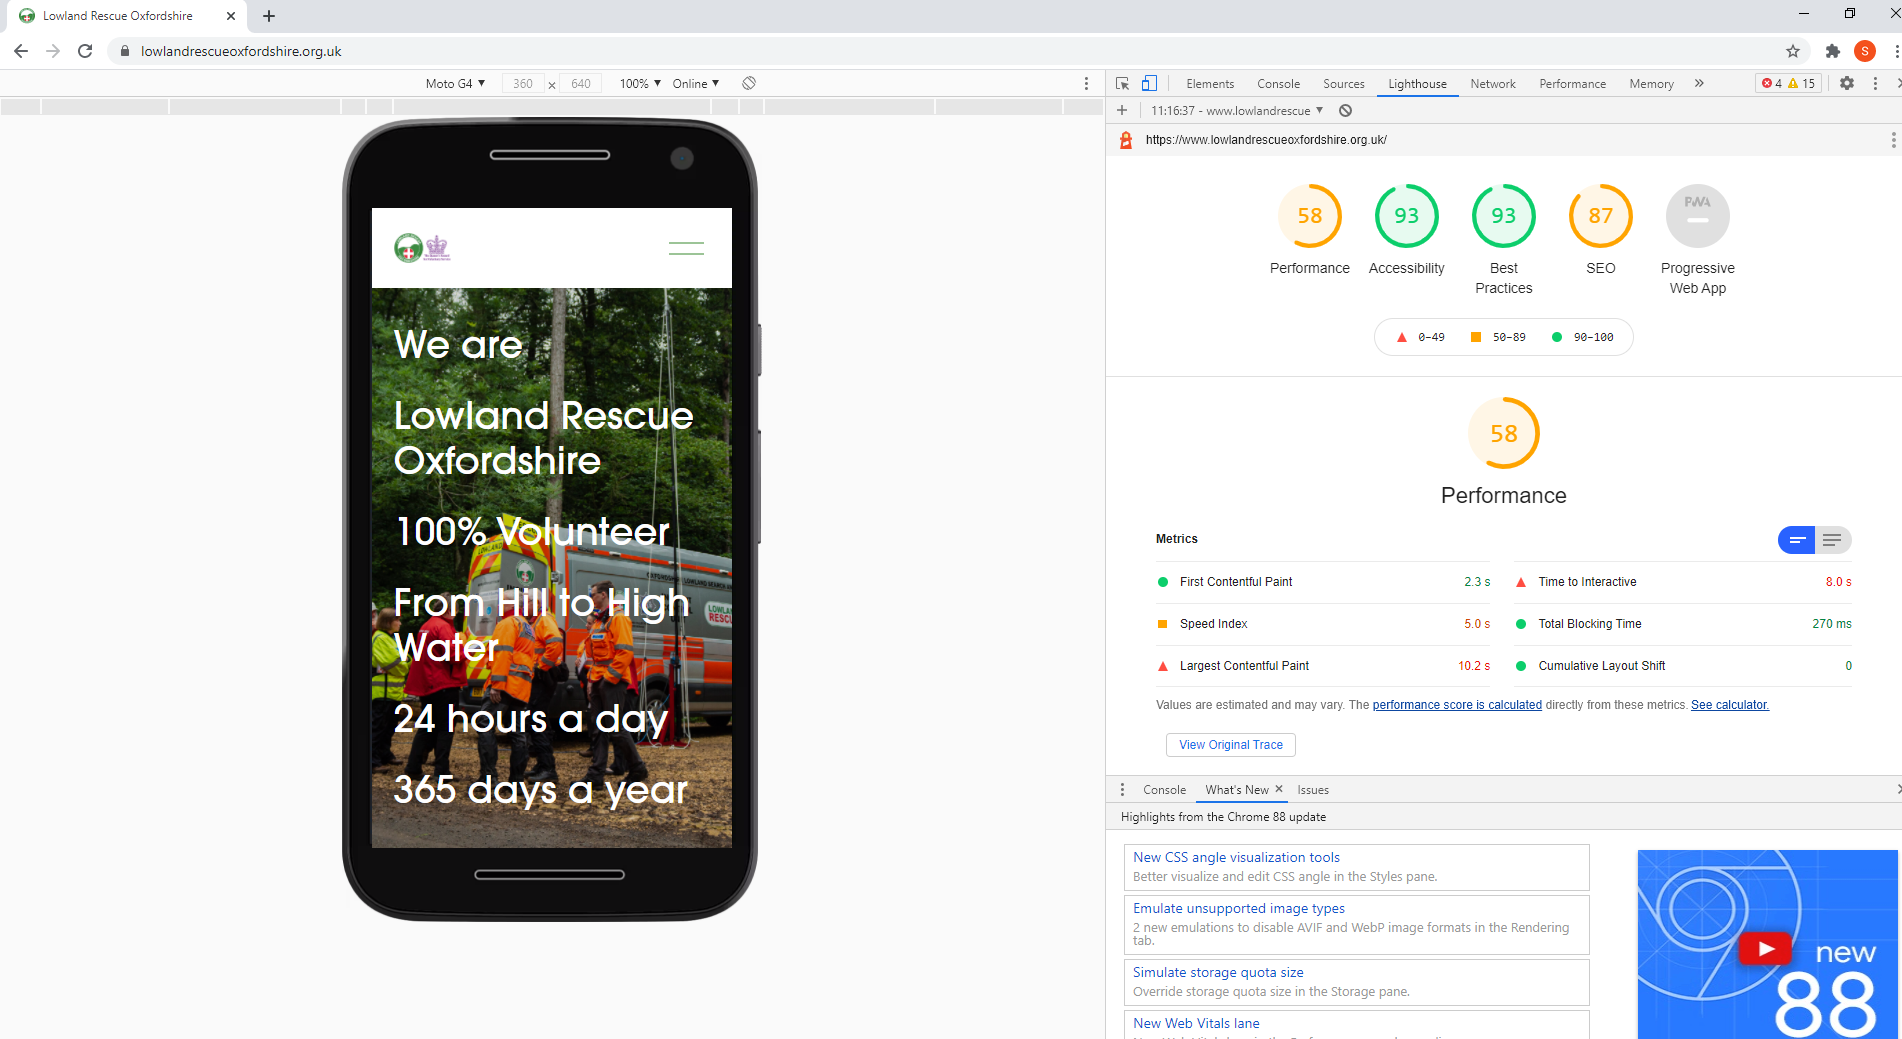 Lowland Rescue Oxfordshire
lowlandrescueoxfordshire.org.uk
S
Moto G4 360 x 640 100% Online
Elements Console Sources Lighthouse Network Performance Memory 4 15
11:16:37 - www.lowlandrescue
https://www.lowlandrescueoxfordshire.org.uk/
We are
Lowland Rescue
Oxfordshire
100% Volunteer
From Hill to High
Water
24 hours a day
365 days a year
58 93 93 87 PWA
Performance Accessibility Best SEO Progressive
Practices Web App
0–49 50–89 90–100
58
Performance
Metrics
First Contentful Paint 2.3 s Time to Interactive 8.0 s
Speed Index 5.0 s Total Blocking Time 270 ms
Largest Contentful Paint 10.2 s Cumulative Layout Shift 0
Values are estimated and may vary. The performance score is calculated directly from these metrics. See calculator.
View Original Trace
Console What's New Issues
Highlights from the Chrome 88 update
New CSS angle visualization tools
Better visualize and edit CSS angle in the Styles pane.
Emulate unsupported image types
2 new emulations to disable AVIF and WebP image formats in the Rendering
tab.
Simulate storage quota size
Override storage quota size in the Storage pane.
New Web Vitals lane
new
88